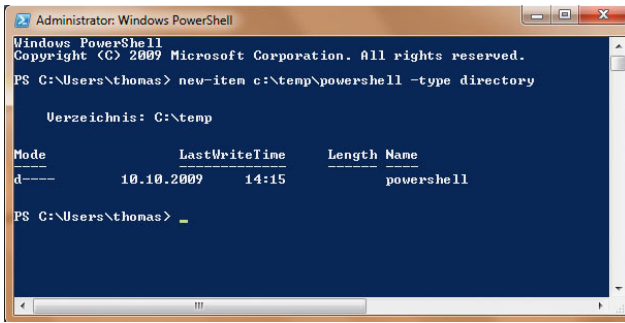 Administrator: Windows PowerShell
Windows PowerShell
Copyright (C) 2009 Microsoft Corporation. All rights reserved.
PS C:\Users\thomas> new-item c:\temp\powershell -type directory
Verzeichnis: C:\temp
Mode LastWriteTime Length Name
---- ------------- ------ ----
d---- 10.10.2009 14:15 powershell
PS C:\Users\thomas> _